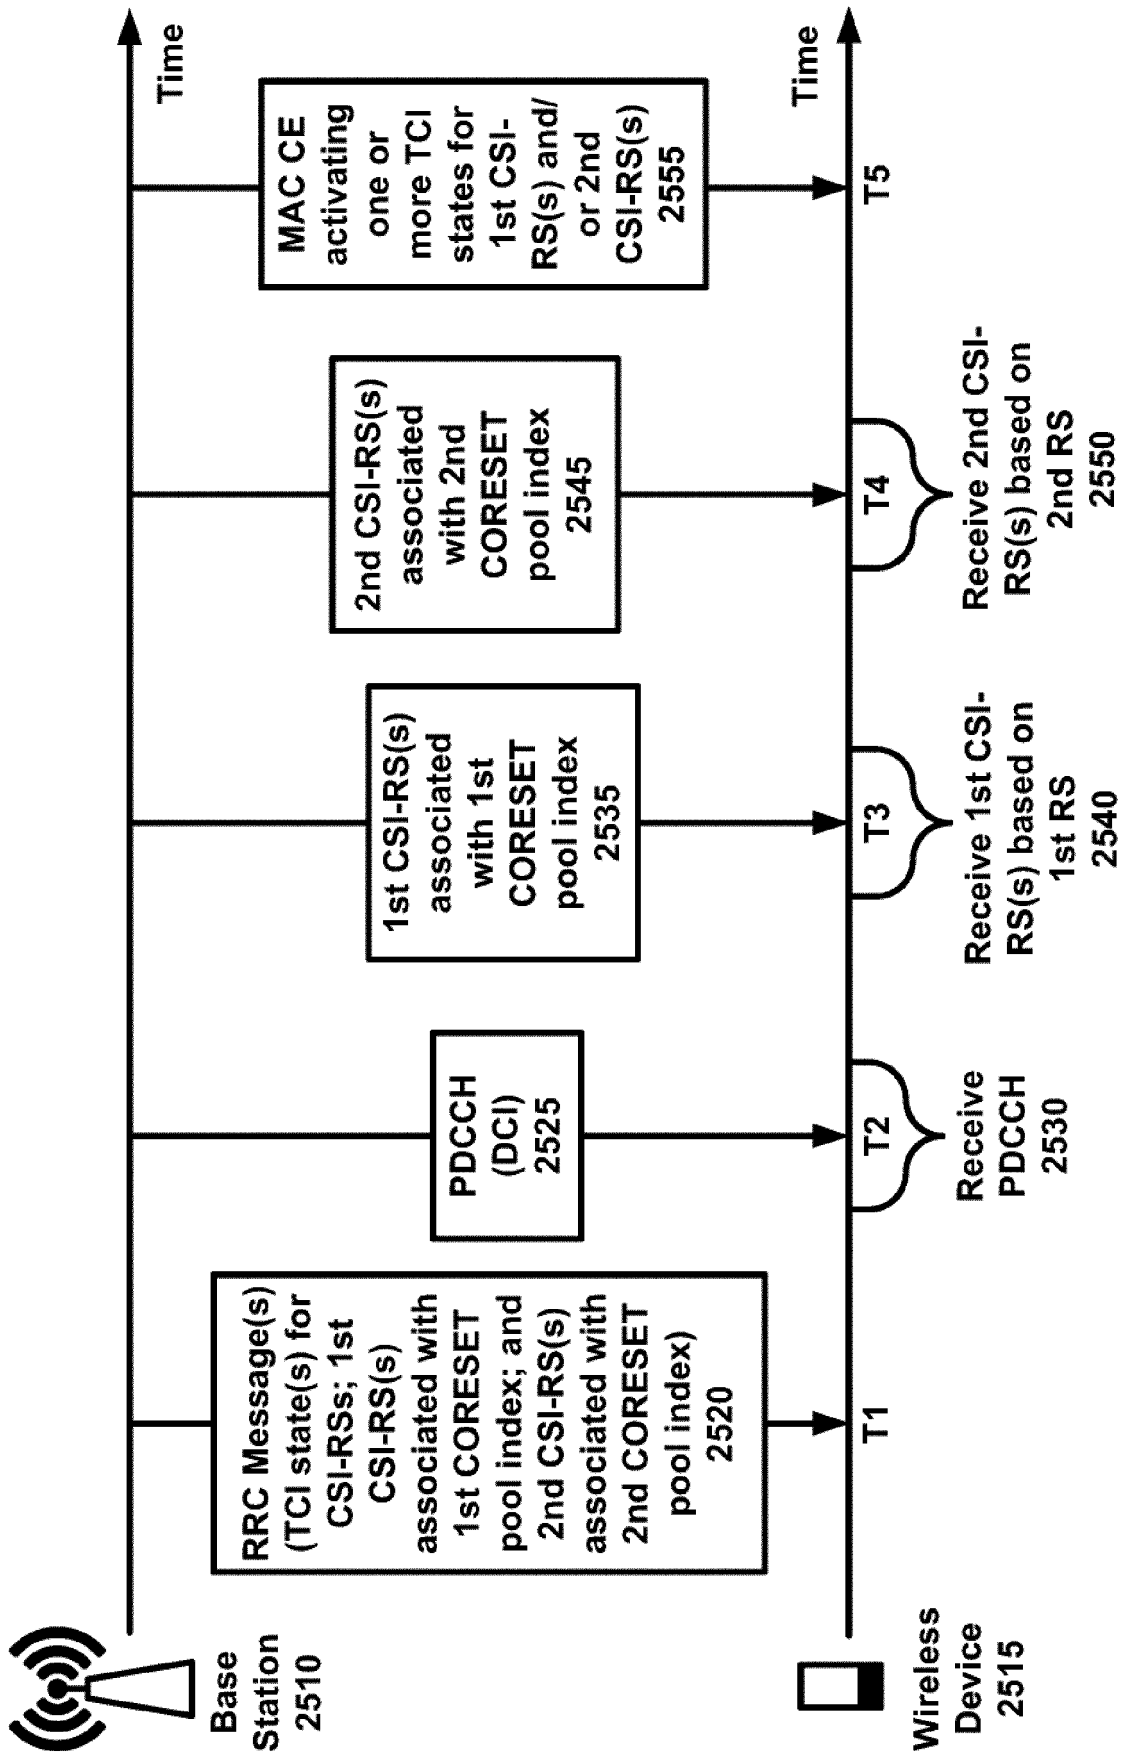 Base
Station
2510
Time
RRC Message(s)
(TCI state(s) for
CSI-RSs; 1st
CSI-RS(s)
associated with
1st CORESET
pool index; and
2nd CSI-RS(s)
associated with
2nd CORESET
pool index)
2520
PDCCH
(DCI)
2525
1st CSI-RS(s)
associated
with 1st
CORESET
pool index
2535
2nd CSI-RS(s)
associated
with 2nd
CORESET
pool index
2545
MAC CE
activating
one or
more TCI
states for
1st CSI-
RS(s) and/
or 2nd
CSI-RS(s)
2555
Wireless
Device
2515
Time
T1
T2
T3
T4
T5
Receive
PDCCH
2530
Receive 1st CSI-
RS(s) based on
1st RS
2540
Receive 2nd CSI-
RS(s) based on
2nd RS
2550